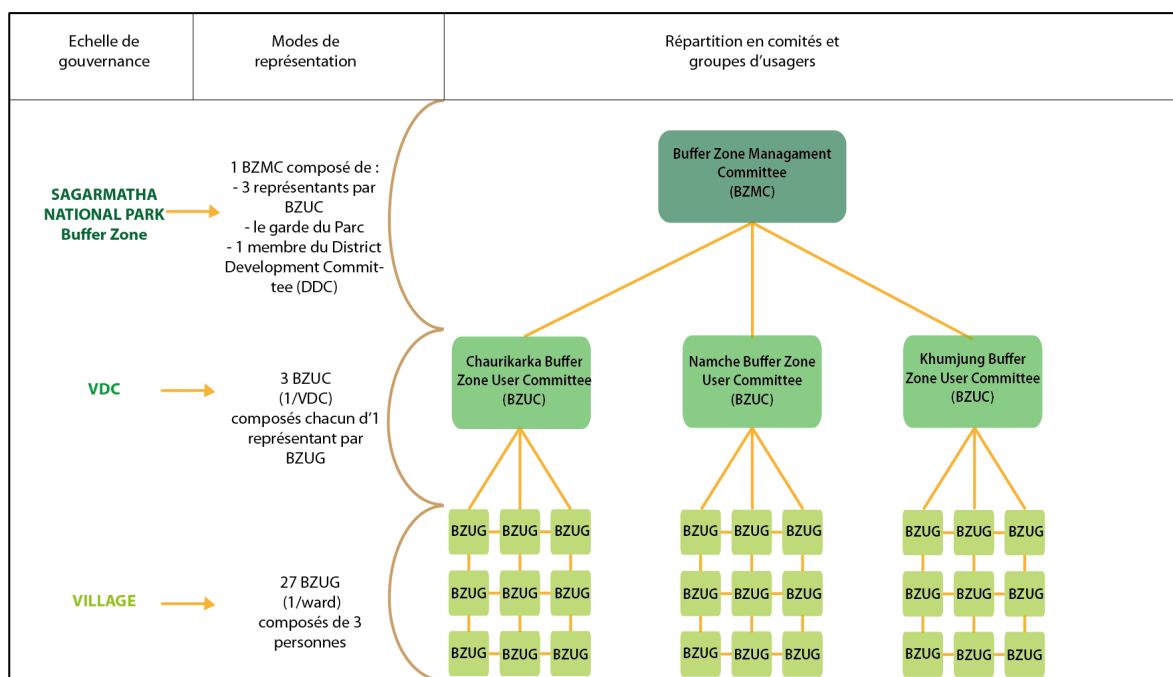 Echelle de
gouvernance
Modes de
représentation
Répartition en comités et
groupes d'usagers
SAGARMATHA
NATIONAL PARK
Buffer Zone
1 BZMC composé de :
- 3 représentants par
BZUC
- le garde du Parc
- 1 membre du District
Development Commit-
tee (DDC)
Buffer Zone Managament
Committee
(BZMC)
VDC
3 BZUC
(1/VDC)
composés chacun d'1
représentant par
BZUG
Chaurikarka Buffer
Zone User Committee
(BZUC)
Namche Buffer Zone
User Committee
(BZUC)
Khumjung Buffer
Zone User Committee
(BZUC)
VILLAGE
27 BZUG
(1/ward)
composés de 3
personnes
BZUG BZUG BZUG BZUG BZUG BZUG BZUG BZUG BZUG
BZUG BZUG BZUG BZUG BZUG BZUG BZUG BZUG BZUG
BZUG BZUG BZUG BZUG BZUG BZUG BZUG BZUG BZUG